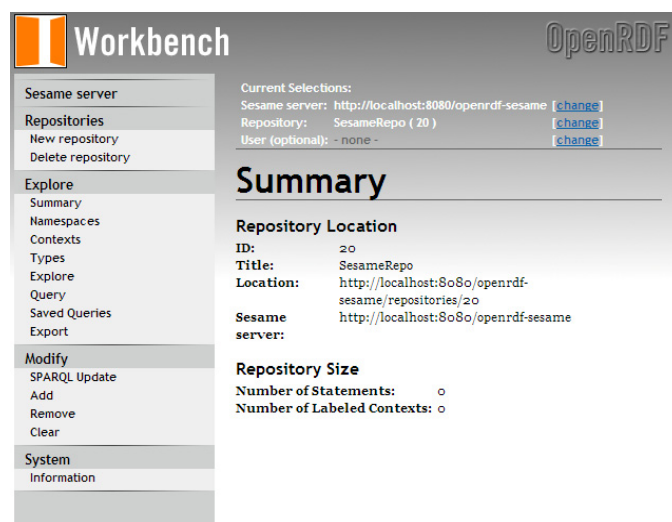 Workbench
OpenRDF
Sesame server
Repositories
New repository
Delete repository
Explore
Summary
Namespaces
Contexts
Types
Explore
Query
Saved Queries
Export
Modify
SPARQL Update
Add
Remove
Clear
System
Information
Current Selections:
Sesame server: http://localhost:8080/openrdf-sesame [change]
Repository: SesameRepo ( 20 ) [change]
User (optional): - none - [change]
Summary
Repository Location
ID: 20
Title: SesameRepo
Location: http://localhost:8080/openrdf-
sesame/repositories/20
Sesame http://localhost:8080/openrdf-sesame
server:
Repository Size
Number of Statements: 0
Number of Labeled Contexts: 0